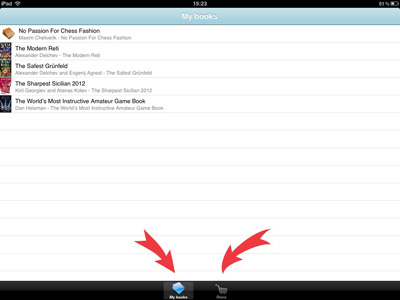 iPad 15:23 81%
My books
No Passion For Chess Fashion
Maxim Chetverik - No Passion For Chess Fashion
The Modern Reti
Alexander Delchev - The Modern Reti
The Safest Grünfeld
Alexander Delchev and Evgenij Agrest - The Safest Grünfeld
The Sharpest Sicilian 2012
Kiril Georgiev and Atanas Kolev - The Sharpest Sicilian 2012
The World's Most Instructive Amateur Game Book
Dan Heisman - The World's Most Instructive Amateur Game Book
My books Store